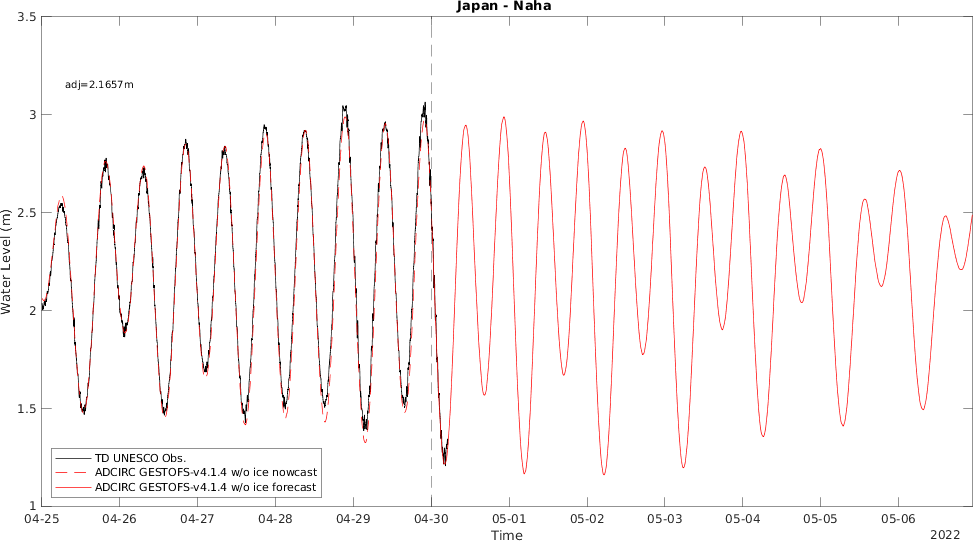 Japan - Naha
3.5
adj=2.1657m
3
2.5
Water Level (m)
2
1.5
TD UNESCO Obs.
ADCIRC GESTOFS-v4.1.4 w/o ice nowcast
ADCIRC GESTOFS-v4.1.4 w/o ice forecast
1
04-25 04-26 04-27 04-28 04-29 04-30 05-01 05-02 05-03 05-04 05-05 05-06
Time
2022